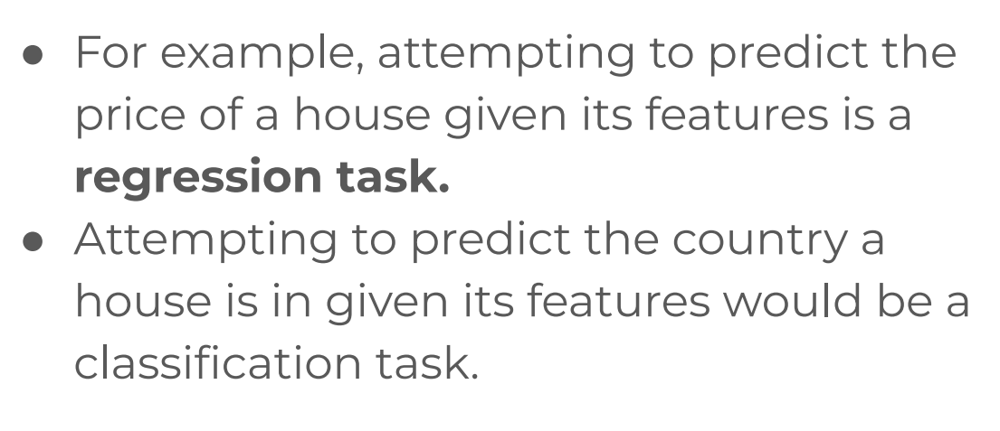 ● For example, attempting to predict the
price of a house given its features is a
regression task.
● Attempting to predict the country a
house is in given its features would be a
classification task.